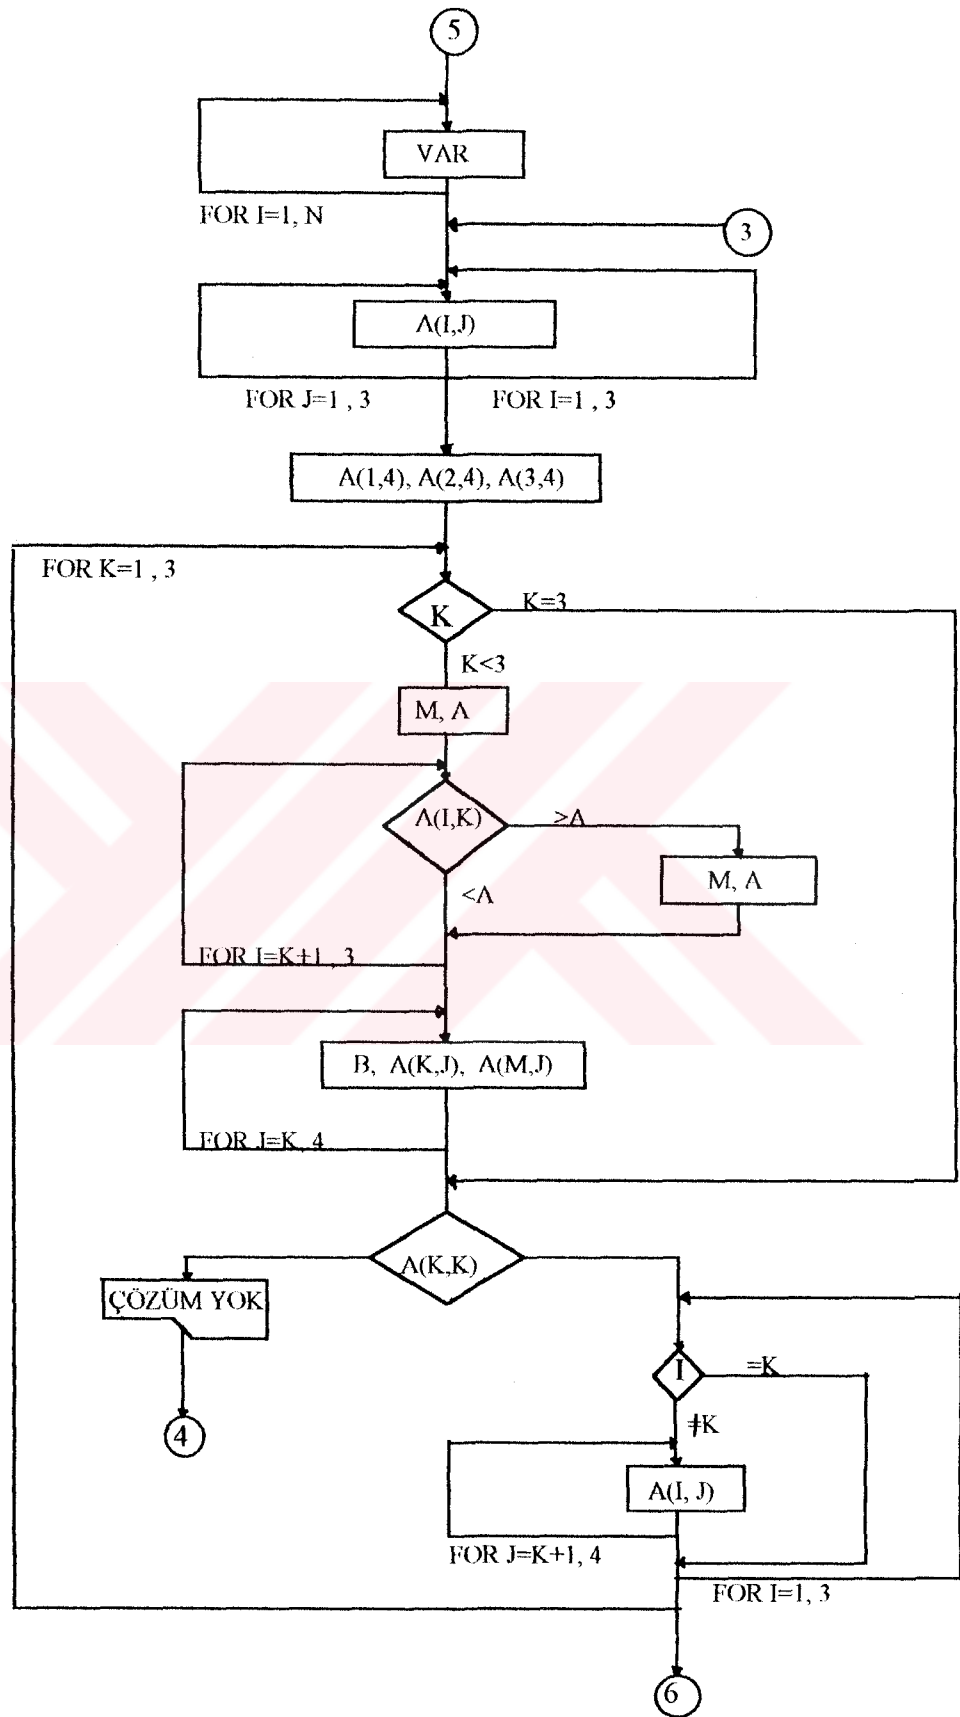 5
VAR
FOR I=1, N
3
A(I,J)
FOR J=1 , 3
FOR I=1 , 3
A(1,4), A(2,4), A(3,4)
FOR K=1 , 3
K
K=3
K<3
M, A
A(I,K)
>A
M, A
<A
FOR I=K+1 , 3
B, A(K,J), A(M,J)
FOR J=K, 4
A(K,K)
ÇÖZÜM YOK
I
=K
≠K
4
A(I, J)
FOR J=K+1, 4
FOR I=1, 3
6